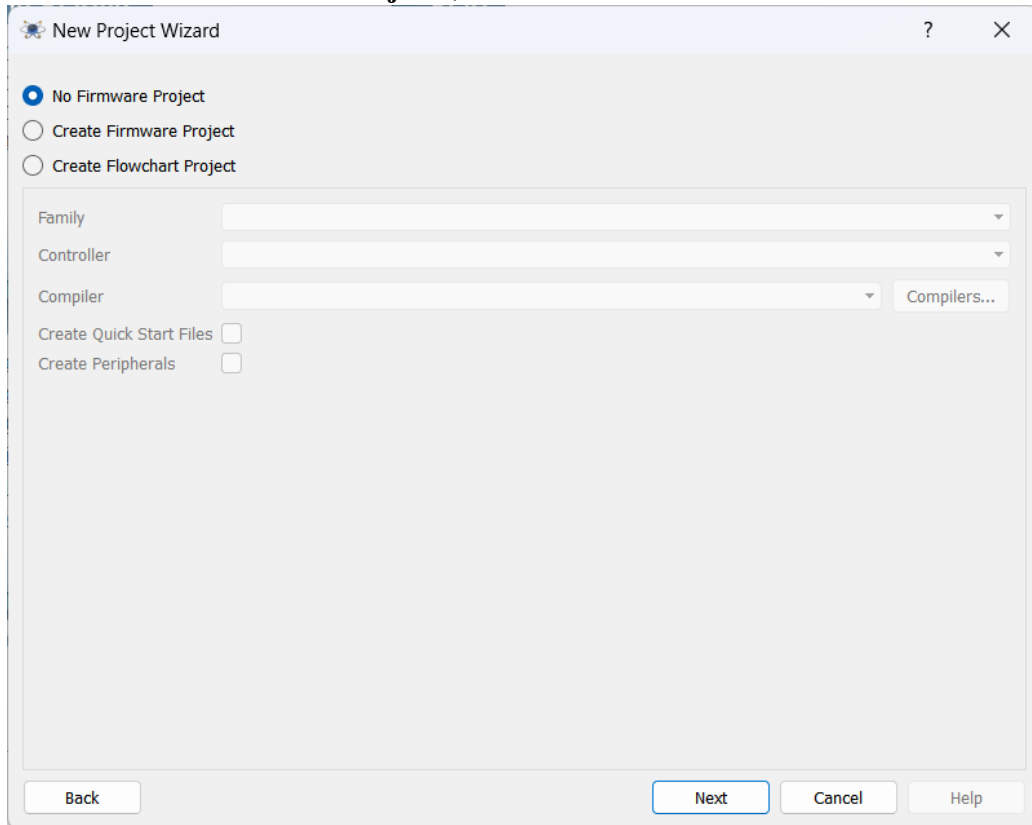 New Project Wizard ?
No Firmware Project
Create Firmware Project
Create Flowchart Project
Family
Controller
Compiler Compilers...
Create Quick Start Files
Create Peripherals
Back Next Cancel Help